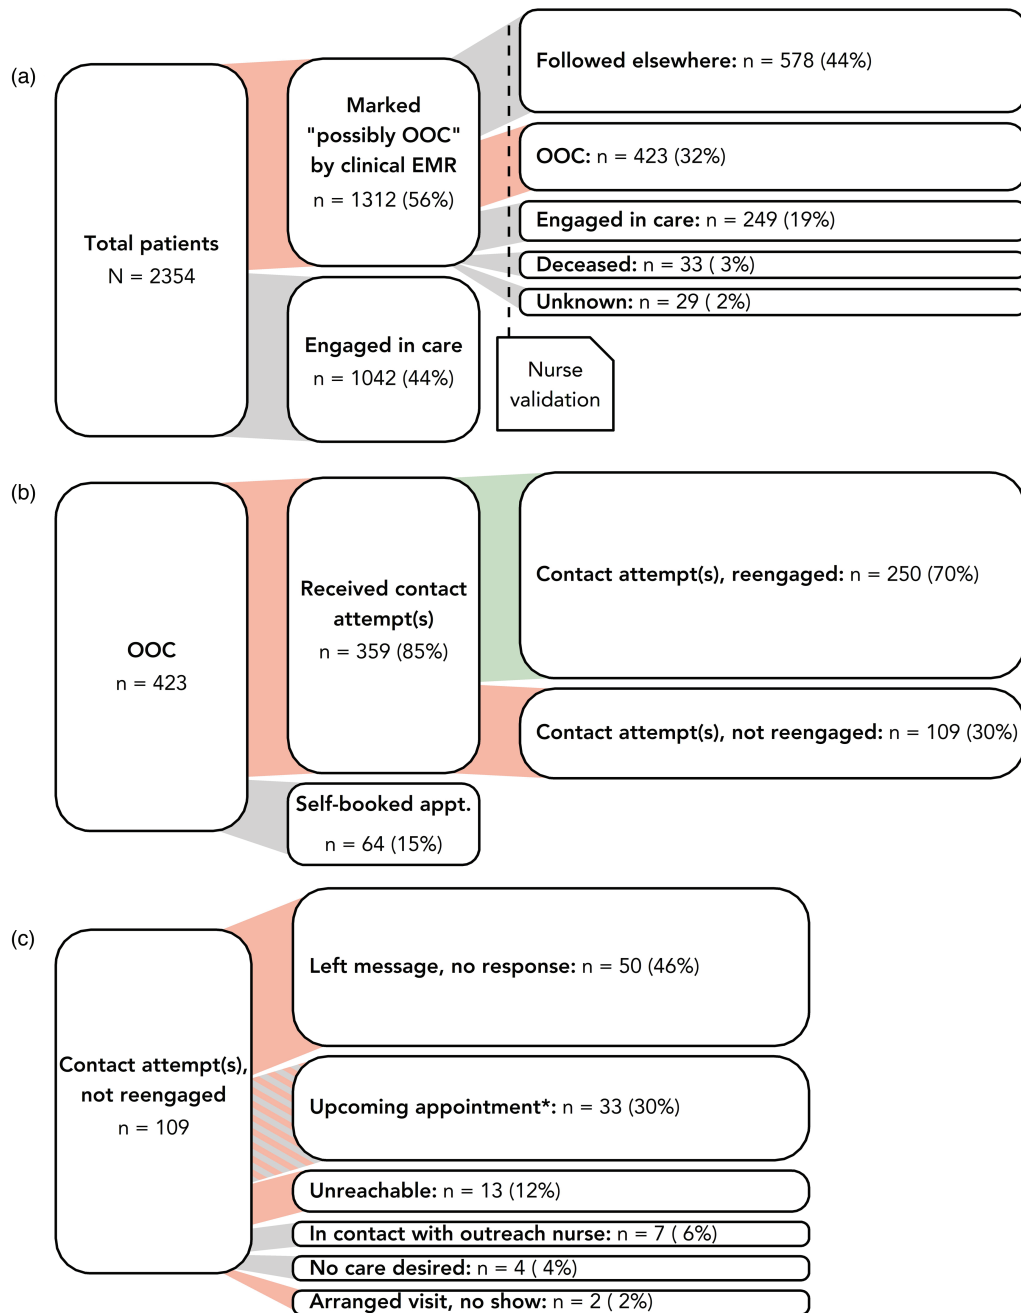 (a)
Total patients
N = 2354
Marked
"possibly OOC"
by clinical EMR
n = 1312 (56%)
Engaged in care
n = 1042 (44%)
Followed elsewhere: n = 578 (44%)
OOC: n = 423 (32%)
Engaged in care: n = 249 (19%)
Deceased: n = 33 ( 3%)
Unknown: n = 29 ( 2%)
Nurse
validation
(b)
OOC
n = 423
Received contact
attempt(s)
n = 359 (85%)
Self-booked appt.
n = 64 (15%)
Contact attempt(s), reengaged: n = 250 (70%)
Contact attempt(s), not reengaged: n = 109 (30%)
(c)
Contact attempt(s),
not reengaged
n = 109
Left message, no response: n = 50 (46%)
Upcoming appointment*: n = 33 (30%)
Unreachable: n = 13 (12%)
In contact with outreach nurse: n = 7 ( 6%)
No care desired: n = 4 ( 4%)
Arranged visit, no show: n = 2 ( 2%)